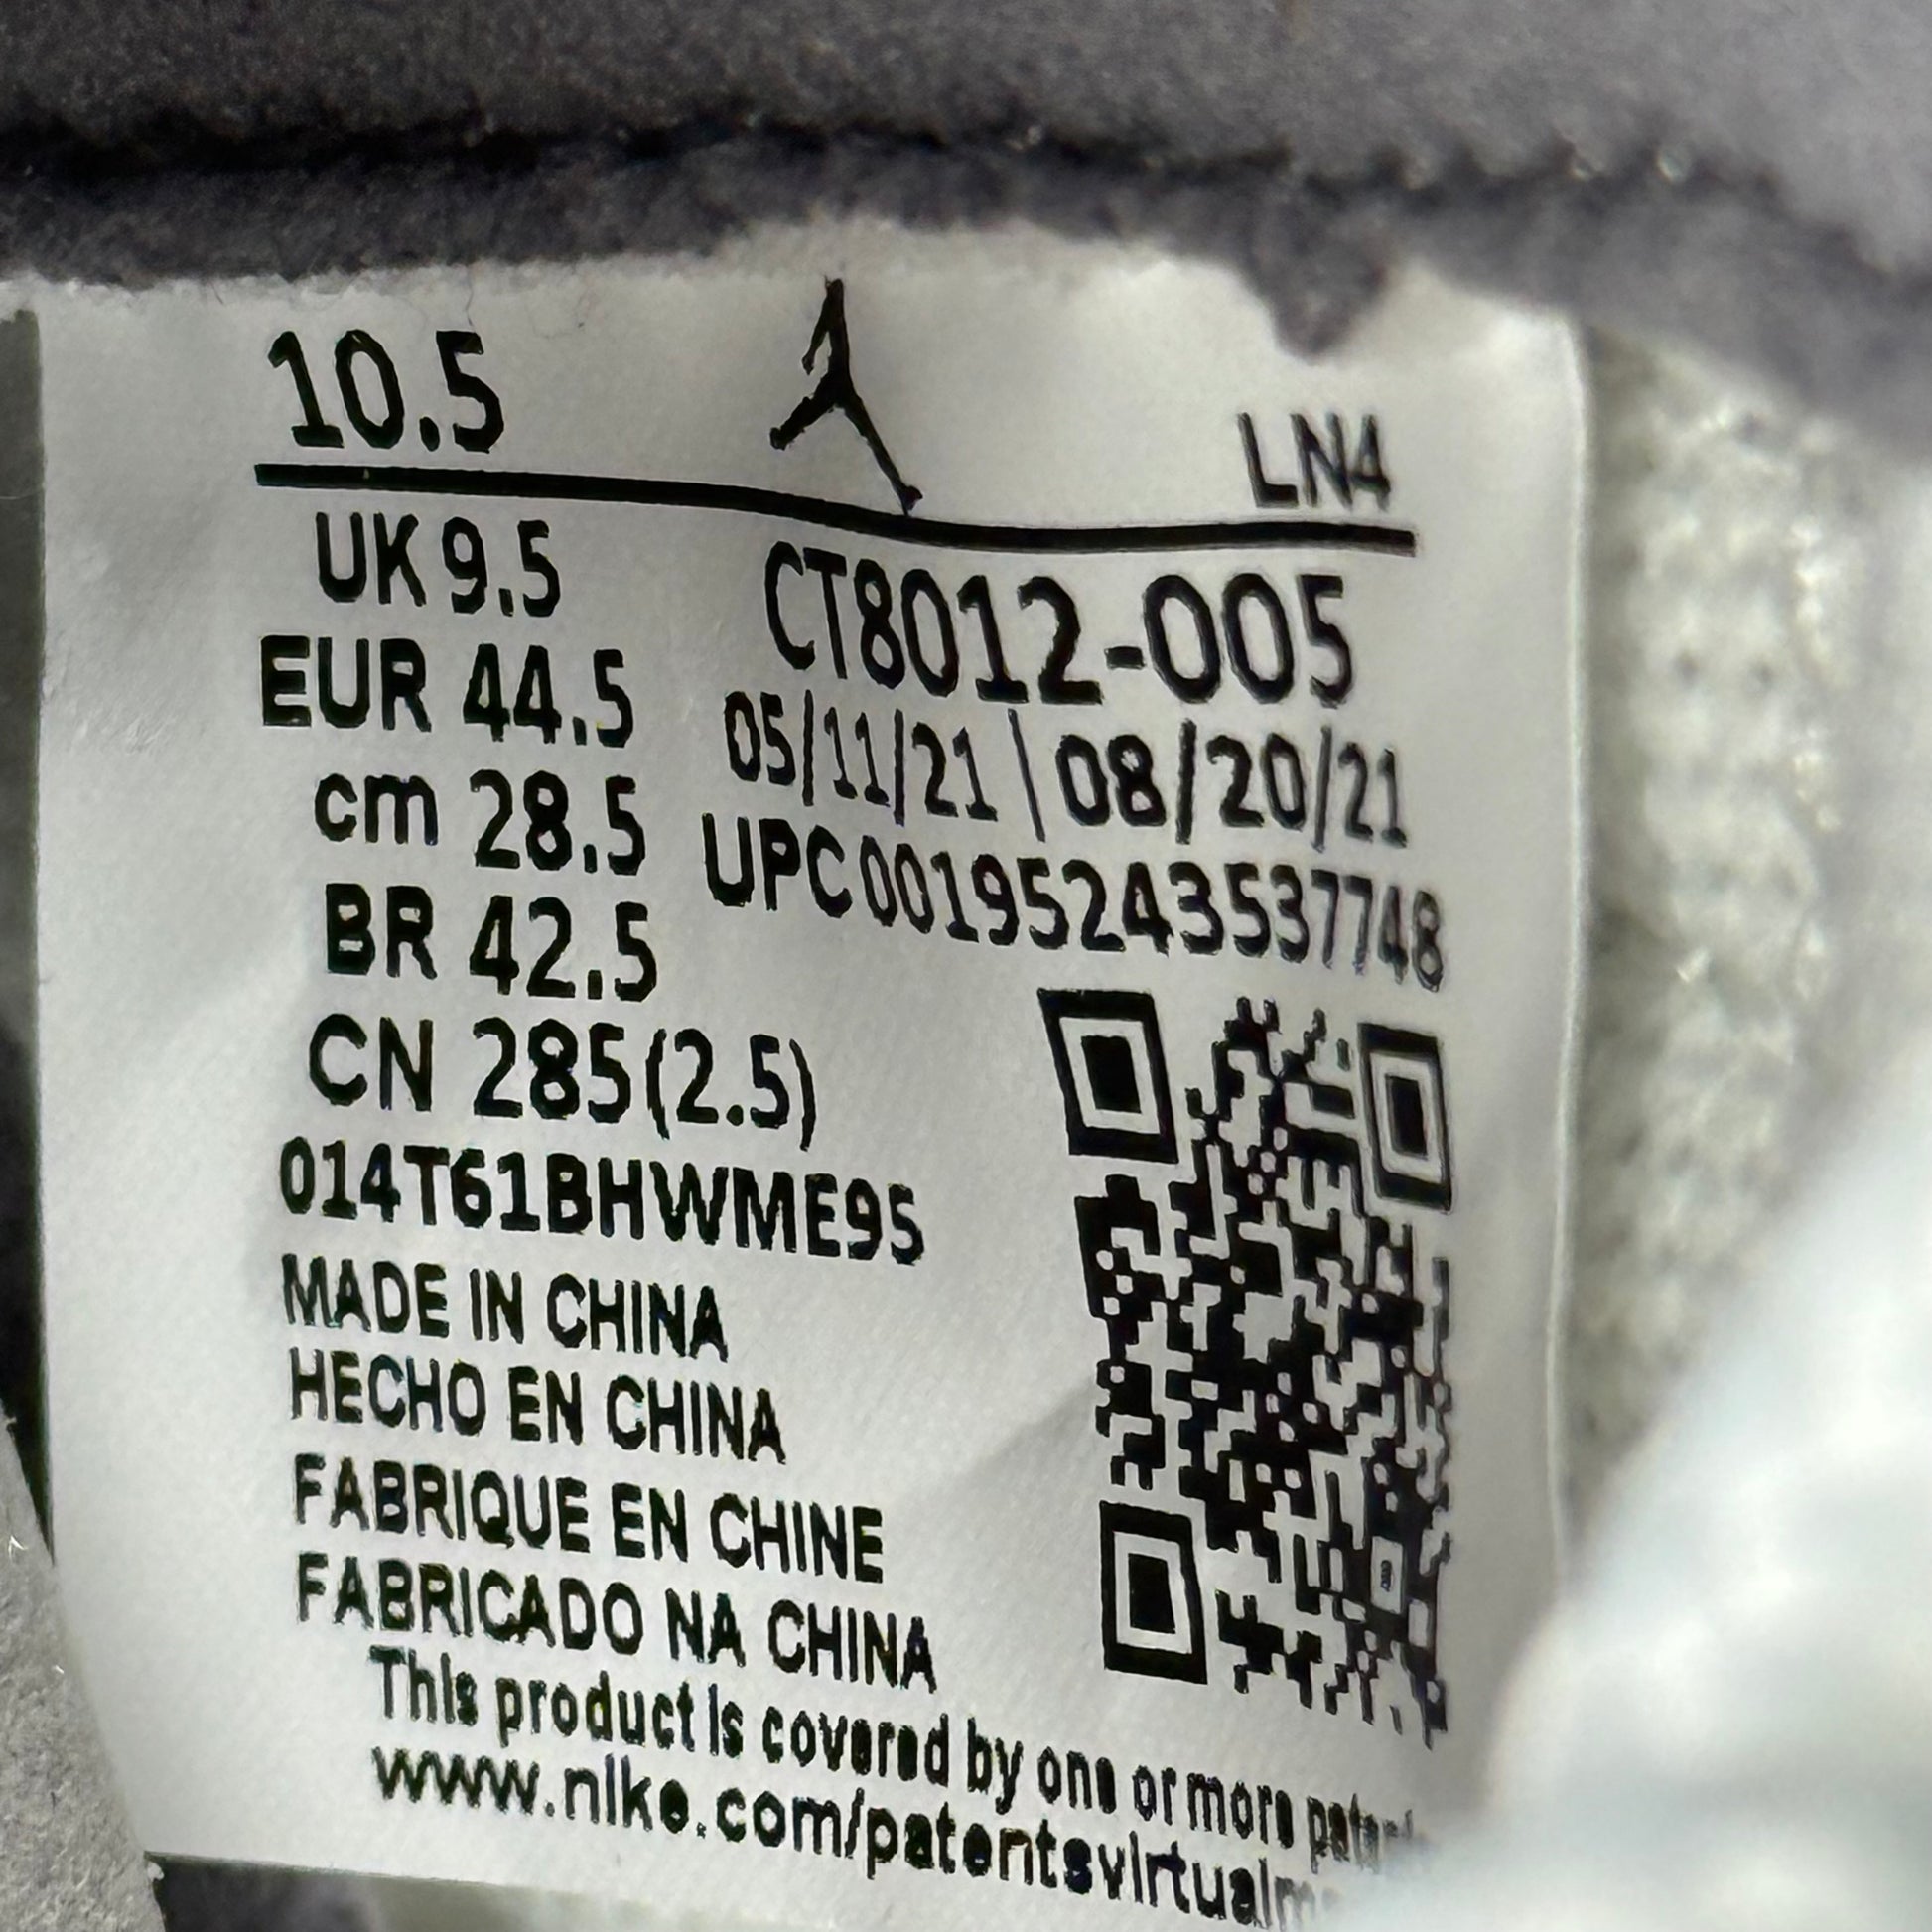 10.5
LN4
UK 9.5
CT8012-005
EUR 44.5
05/11/21 | 08/20/21
cm 28.5
UPC 00195243537748
BR 42.5
CN 285(2.5)
014T61BHWME95
MADE IN CHINA
HECHO EN CHINA
FABRIQUE EN CHINE
FABRICADO NA CHINA
This product is covered by one or more
www.nike.com/patentsvirtualm